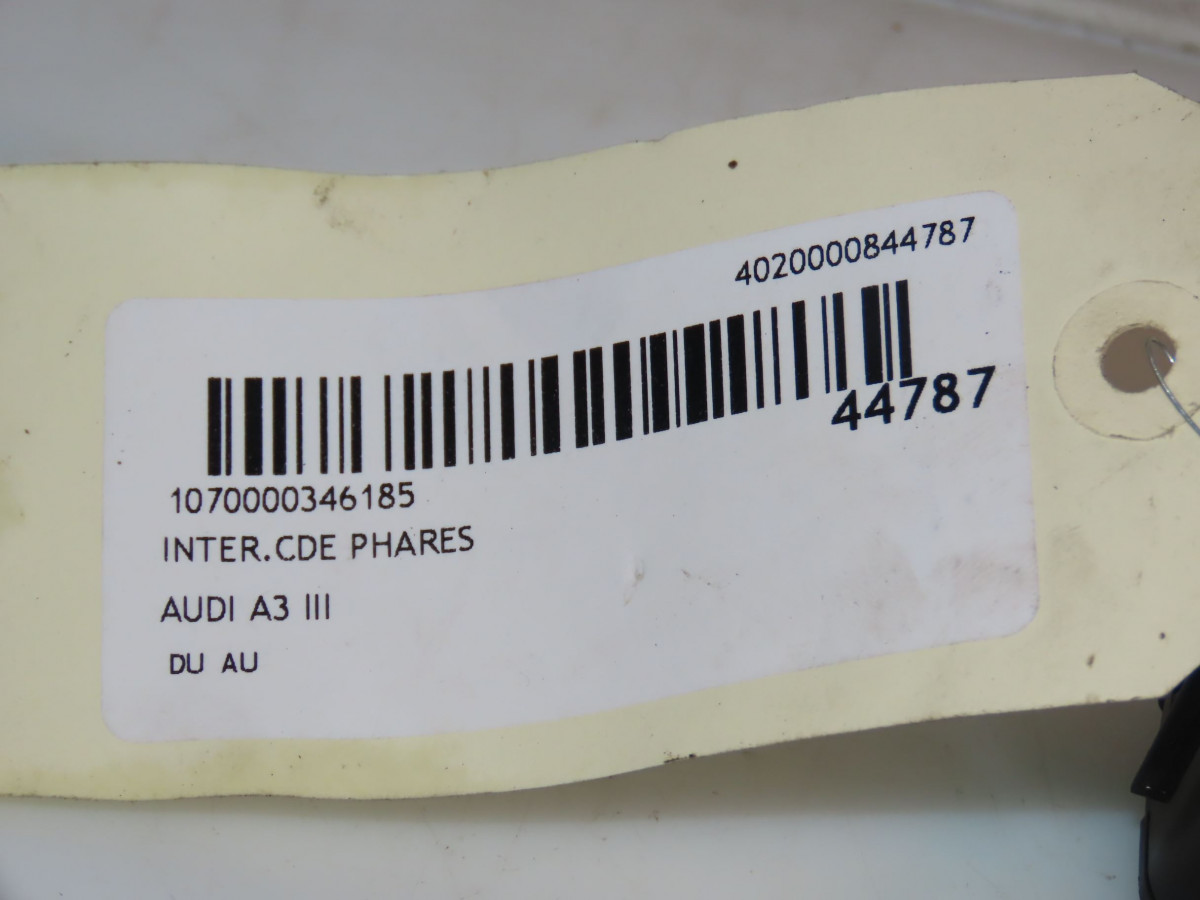 4020000844787
44787
1070000346185
INTER.CDE PHARES
AUDI A3 III
DU AU